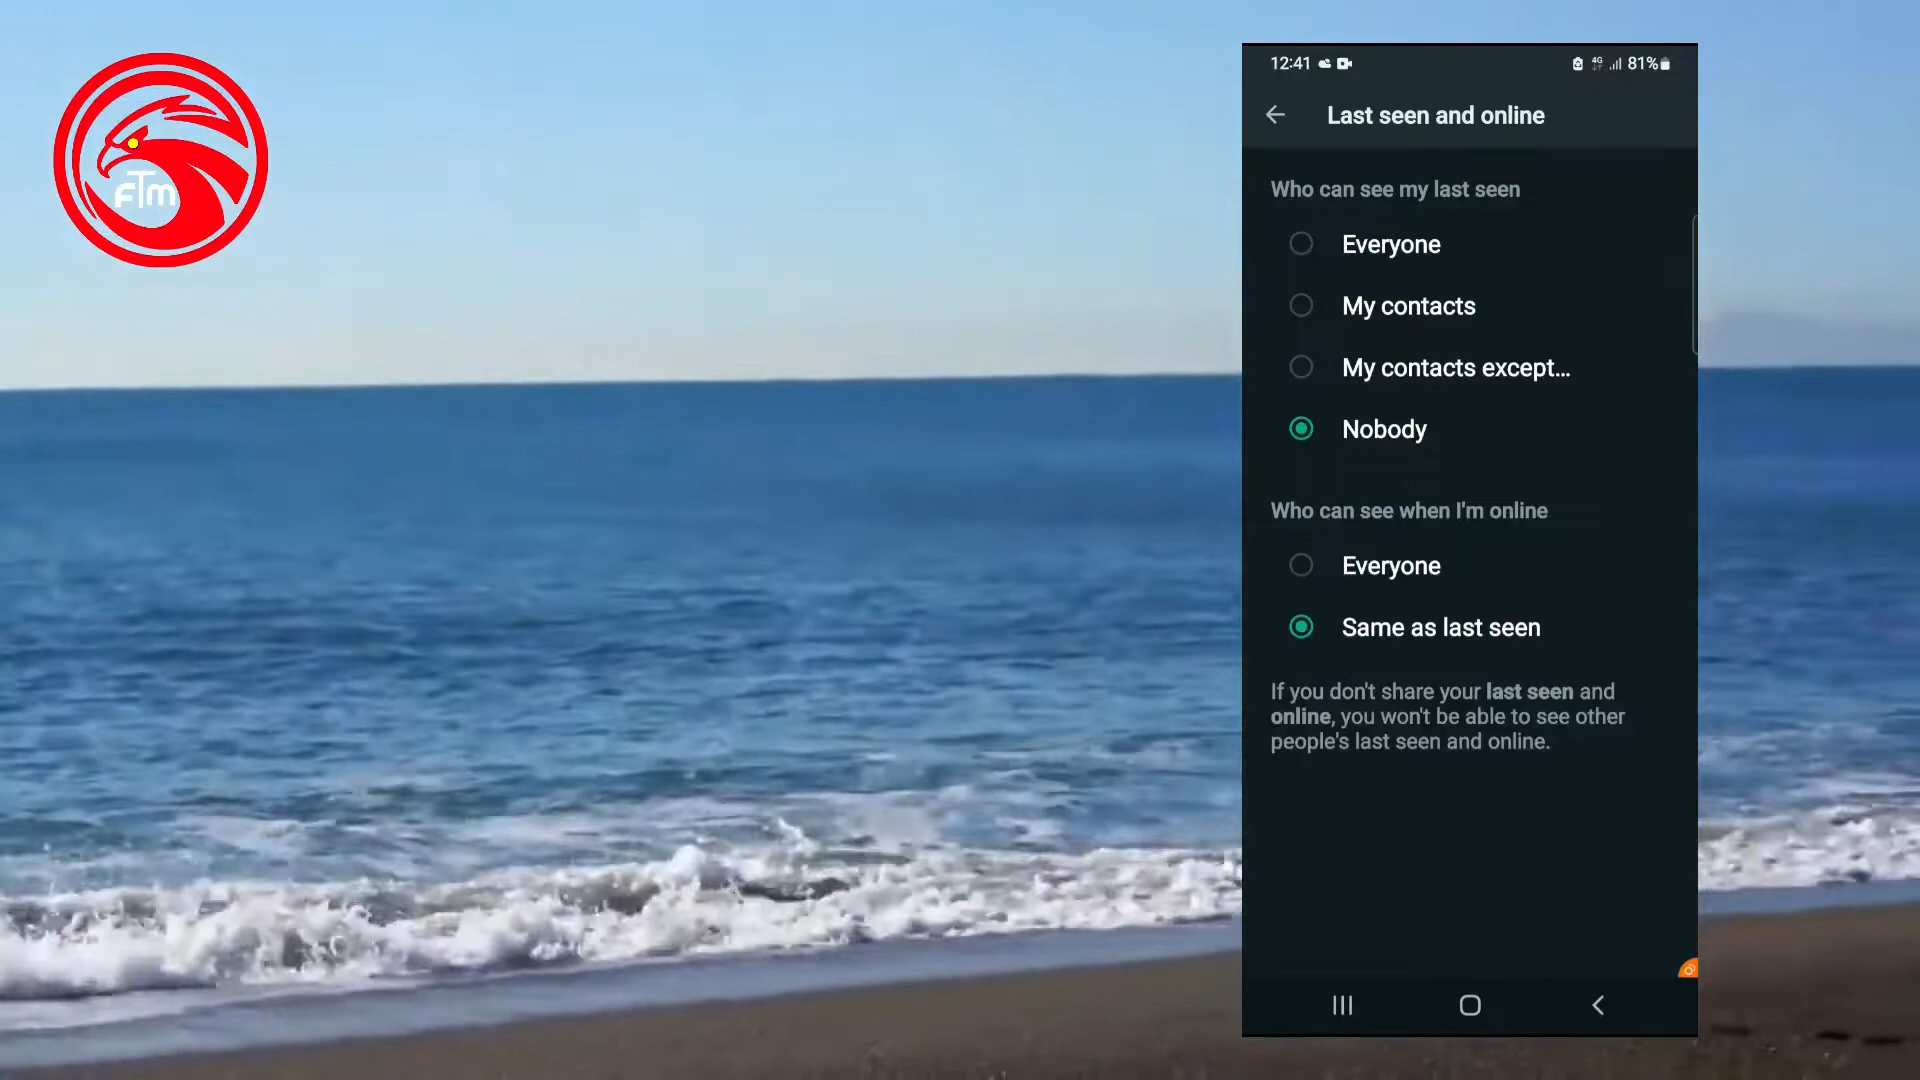 FTM
12:41
4G
81%
Last seen and online
Who can see my last seen
Everyone
My contacts
My contacts except...
Nobody
Who can see when I'm online
Everyone
Same as last seen
If you don't share your last seen and
online, you won't be able to see other
people's last seen and online.